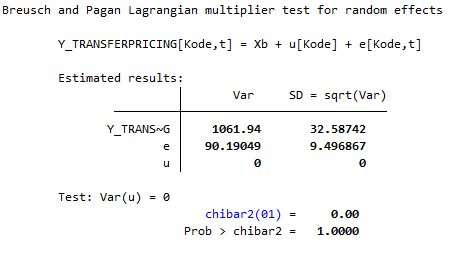 Breusch and Pagan Lagrangian multiplier test for random effects
Y_TRANSFERPRICING[Kode,t] = Xb + u[Kode] + e[Kode,t]
Estimated results:
Var SD = sqrt(Var)
Y_TRANS~G 1061.94 32.58742
e 90.19049 9.496867
u 0 0
Test: Var(u) = 0
chibar2(01) = 0.00
Prob > chibar2 = 1.0000